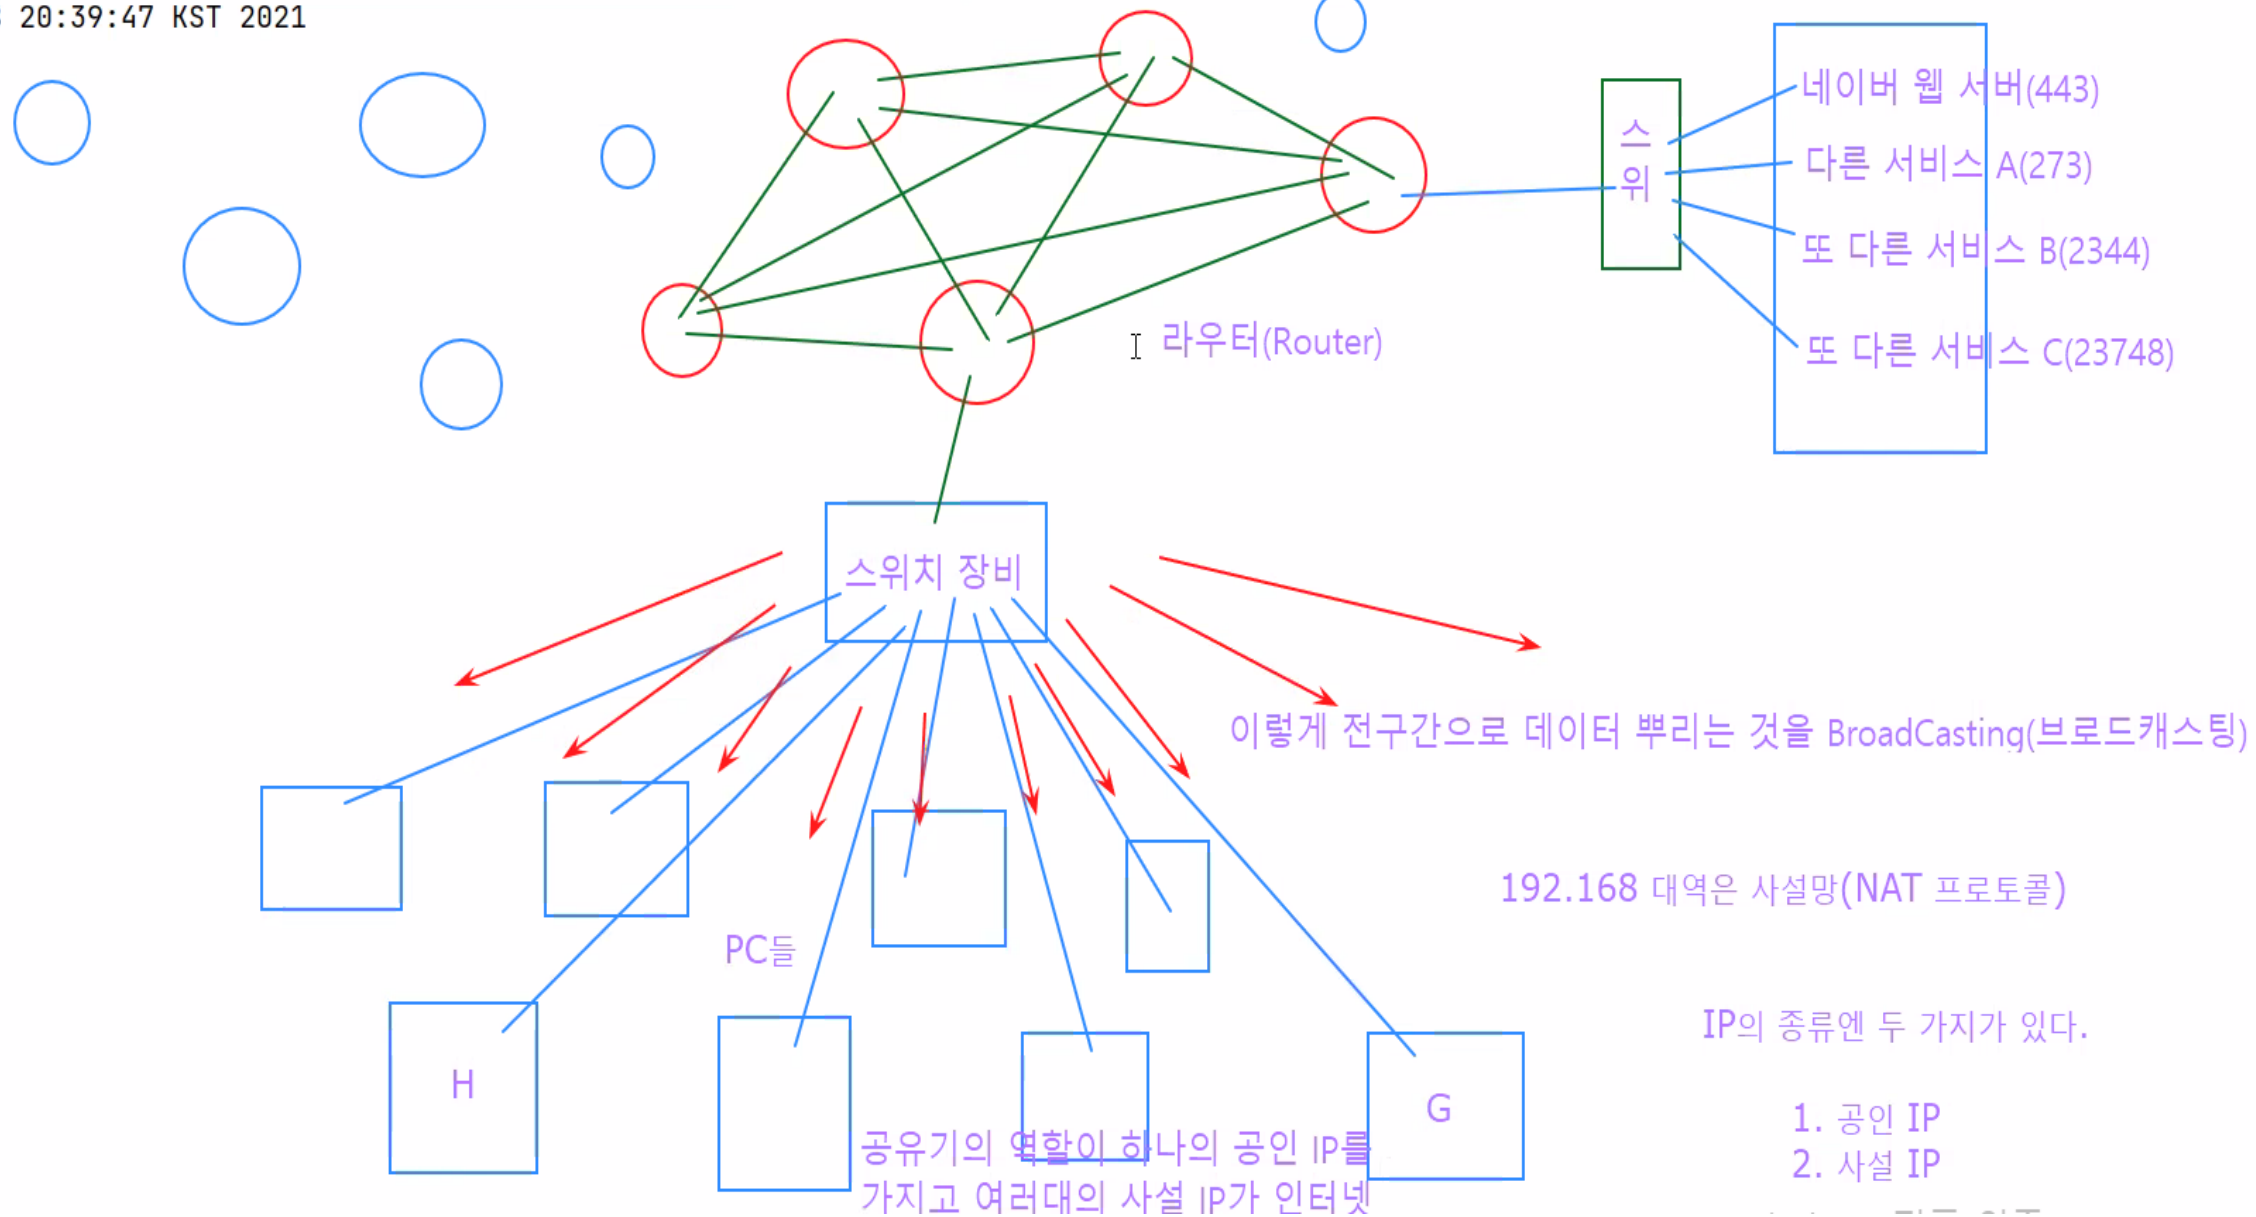 20:39:47 KST 2021
네이버 웹 서버(443)
다른 서비스 A(273)
또 다른 서비스 B(2344)
또 다른 서비스 C(23748)
스
위
라우터(Router)
스위치 장비
이렇게 전구간으로 데이터 뿌리는 것을 BroadCasting(브로드캐스팅)
192.168 대역은 사설망(NAT 프로토콜)
PC들
IP의 종류엔 두 가지가 있다.
H
G
1. 공인 IP
2. 사설 IP
공유기의 역할이 하나의 공인 IP를
가지고 여러대의 사설 IP가 인터넷